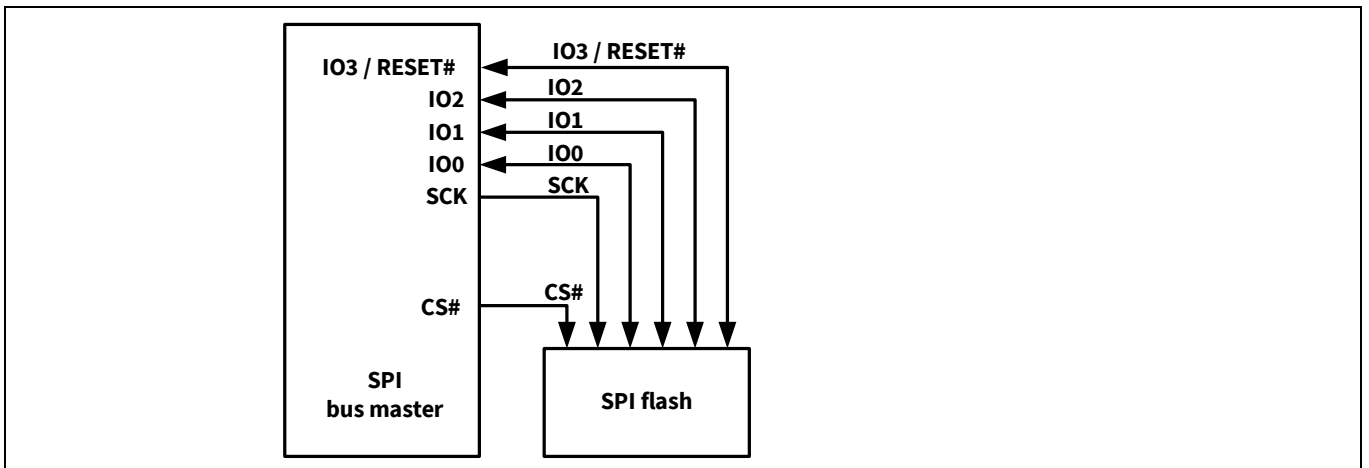 IO3 / RESET#
IO3 / RESET#
IO2
IO2
IO1
IO1
IO0
IO0
SCK
SCK
CS#
CS#
SPI
bus master
SPI flash